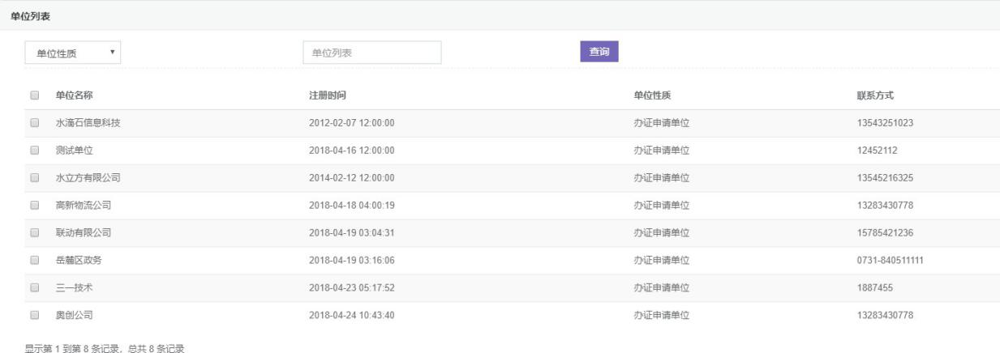 单位列表
单位性质 单位列表 查询
单位名称 注册时间 单位性质 联系方式
水滴石信息科技 2012-02-07 12:00:00 办证申请单位 13543251023
测试单位 2018-04-16 12:00:00 办证申请单位 12452112
水立方有限公司 2014-02-12 12:00:00 办证申请单位 13545216325
高新物流公司 2018-04-18 04:00:19 办证申请单位 13283430778
联动有限公司 2018-04-19 03:04:31 办证申请单位 15785421236
岳麓区政务 2018-04-19 03:16:06 办证申请单位 0731-840511111
三一技术 2018-04-23 05:17:52 办证申请单位 1887455
奥创公司 2018-04-24 10:43:40 办证申请单位 13283430778
显示第 1 到第 8 条记录，总共 8 条记录